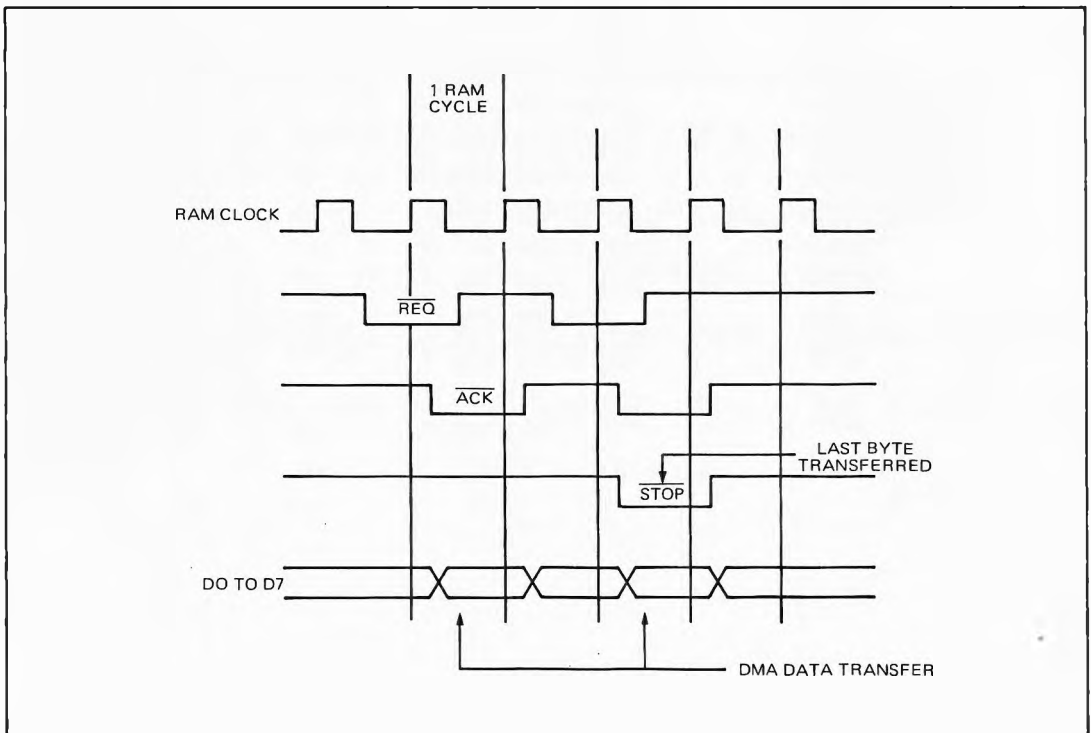 1 RAM
CYCLE
RAM CLOCK
REQ
ACK
LAST BYTE
TRANSFERRED
STOP
DO TO D7
DMA DATA TRANSFER